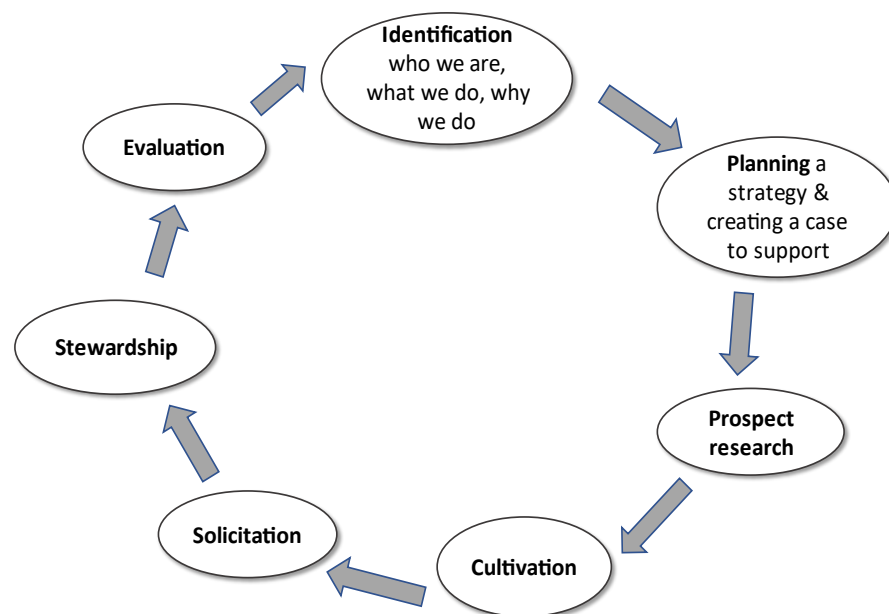 Identification
who we are,
what we do, why
we do
Planning a
strategy &
creating a case
to support
Prospect
research
Cultivation
Solicitation
Stewardship
Evaluation